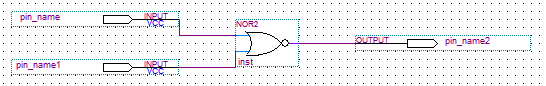 pin_name INPUT
VCC
NOR2
OUTPUT pin_name2
inst
pin_name1 INPUT
VCC